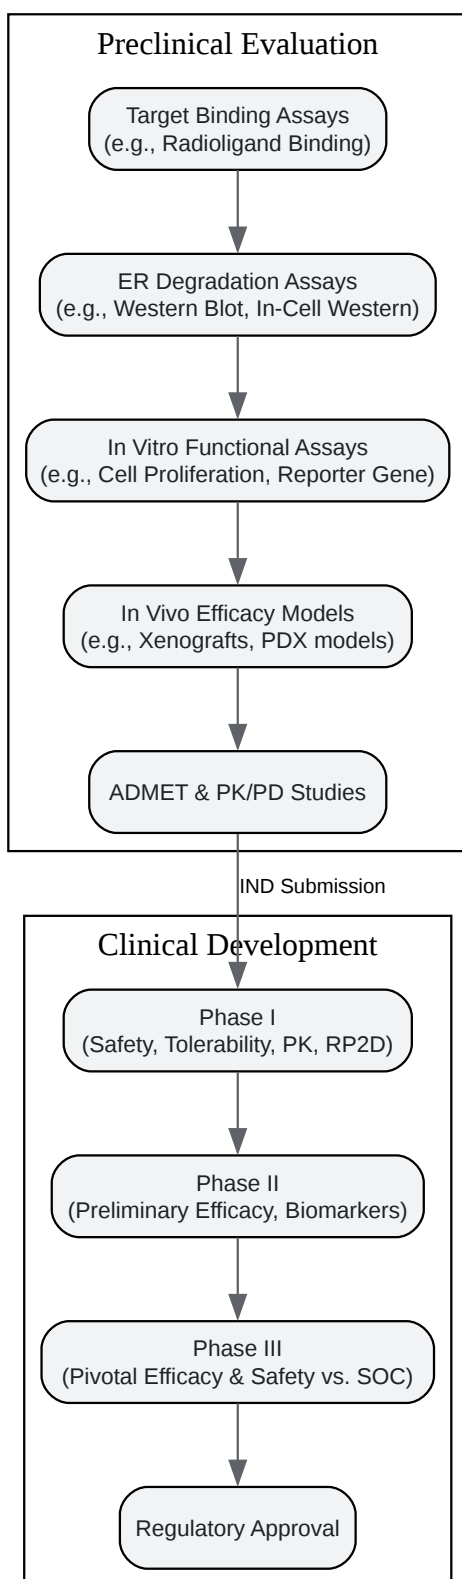 Preclinical Evaluation
Target Binding Assays
(e.g., Radioligand Binding)
ER Degradation Assays
(e.g., Western Blot, In-Cell Western)
In Vitro Functional Assays
(e.g., Cell Proliferation, Reporter Gene)
In Vivo Efficacy Models
(e.g., Xenografts, PDX models)
ADMET & PK/PD Studies
IND Submission
Clinical Development
Phase I
(Safety, Tolerability, PK, RP2D)
Phase II
(Preliminary Efficacy, Biomarkers)
Phase III
(Pivotal Efficacy & Safety vs. SOC)
Regulatory Approval